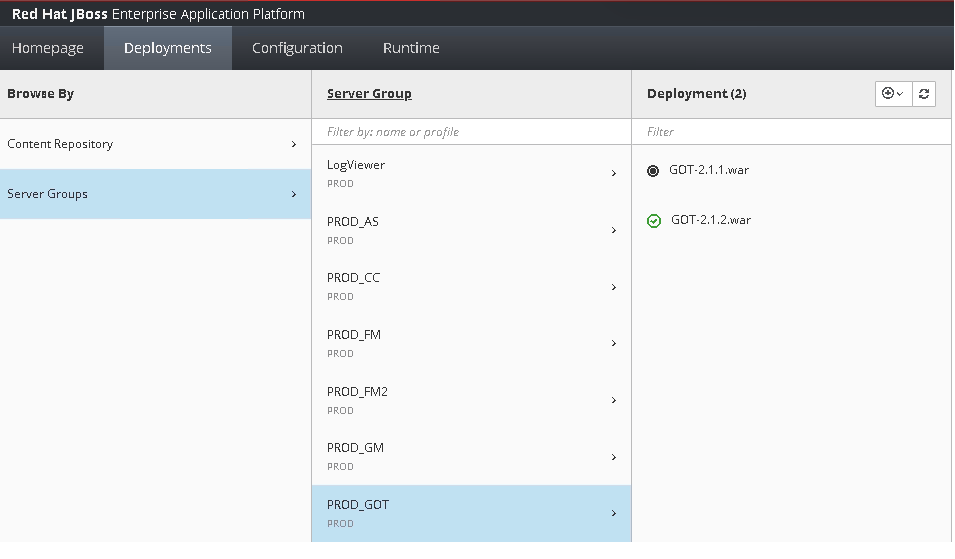 Red Hat JBoss Enterprise Application Platform
Homepage Deployments Configuration Runtime
Browse By
Content Repository
Server Groups
Server Group
Filter by: name or profile
LogViewer
PROD
PROD_AS
PROD
PROD_CC
PROD
PROD_FM
PROD
PROD_FM2
PROD
PROD_GM
PROD
PROD_GOT
PROD
Deployment (2)
Filter
GOT-2.1.1.war
GOT-2.1.2.war